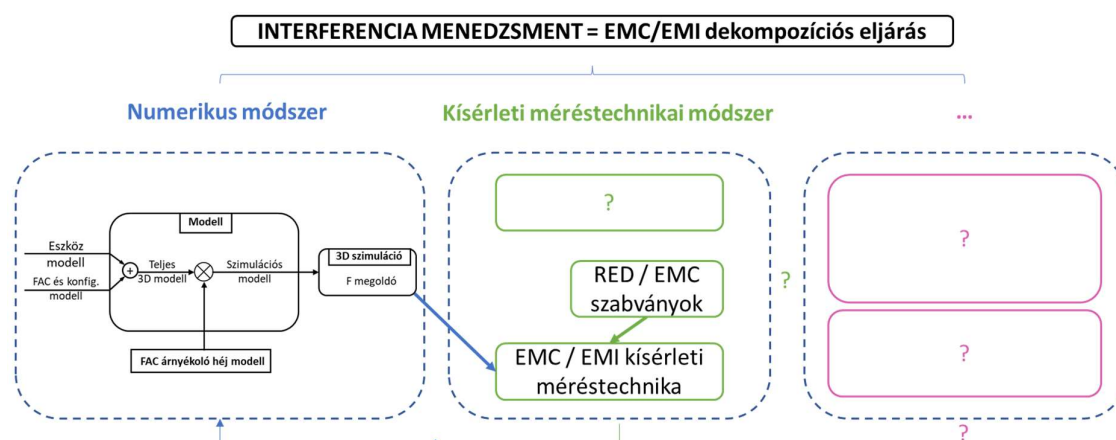 INTERFERENCIA MENEDZSMENT = EMC/EMI dekompozíciós eljárás
Numerikus módszer
Kísérleti méréstechnikai módszer
...
Modell
Eszköz
modell
FAC és konfig.
modell
+
Teljes
3D modell
Szimulációs
modell
3D szimuláció
F megoldó
FAC árnyékoló héj modell
?
RED / EMC
szabványok
EMC / EMI kísérleti
méréstechnika
?
?
?
?